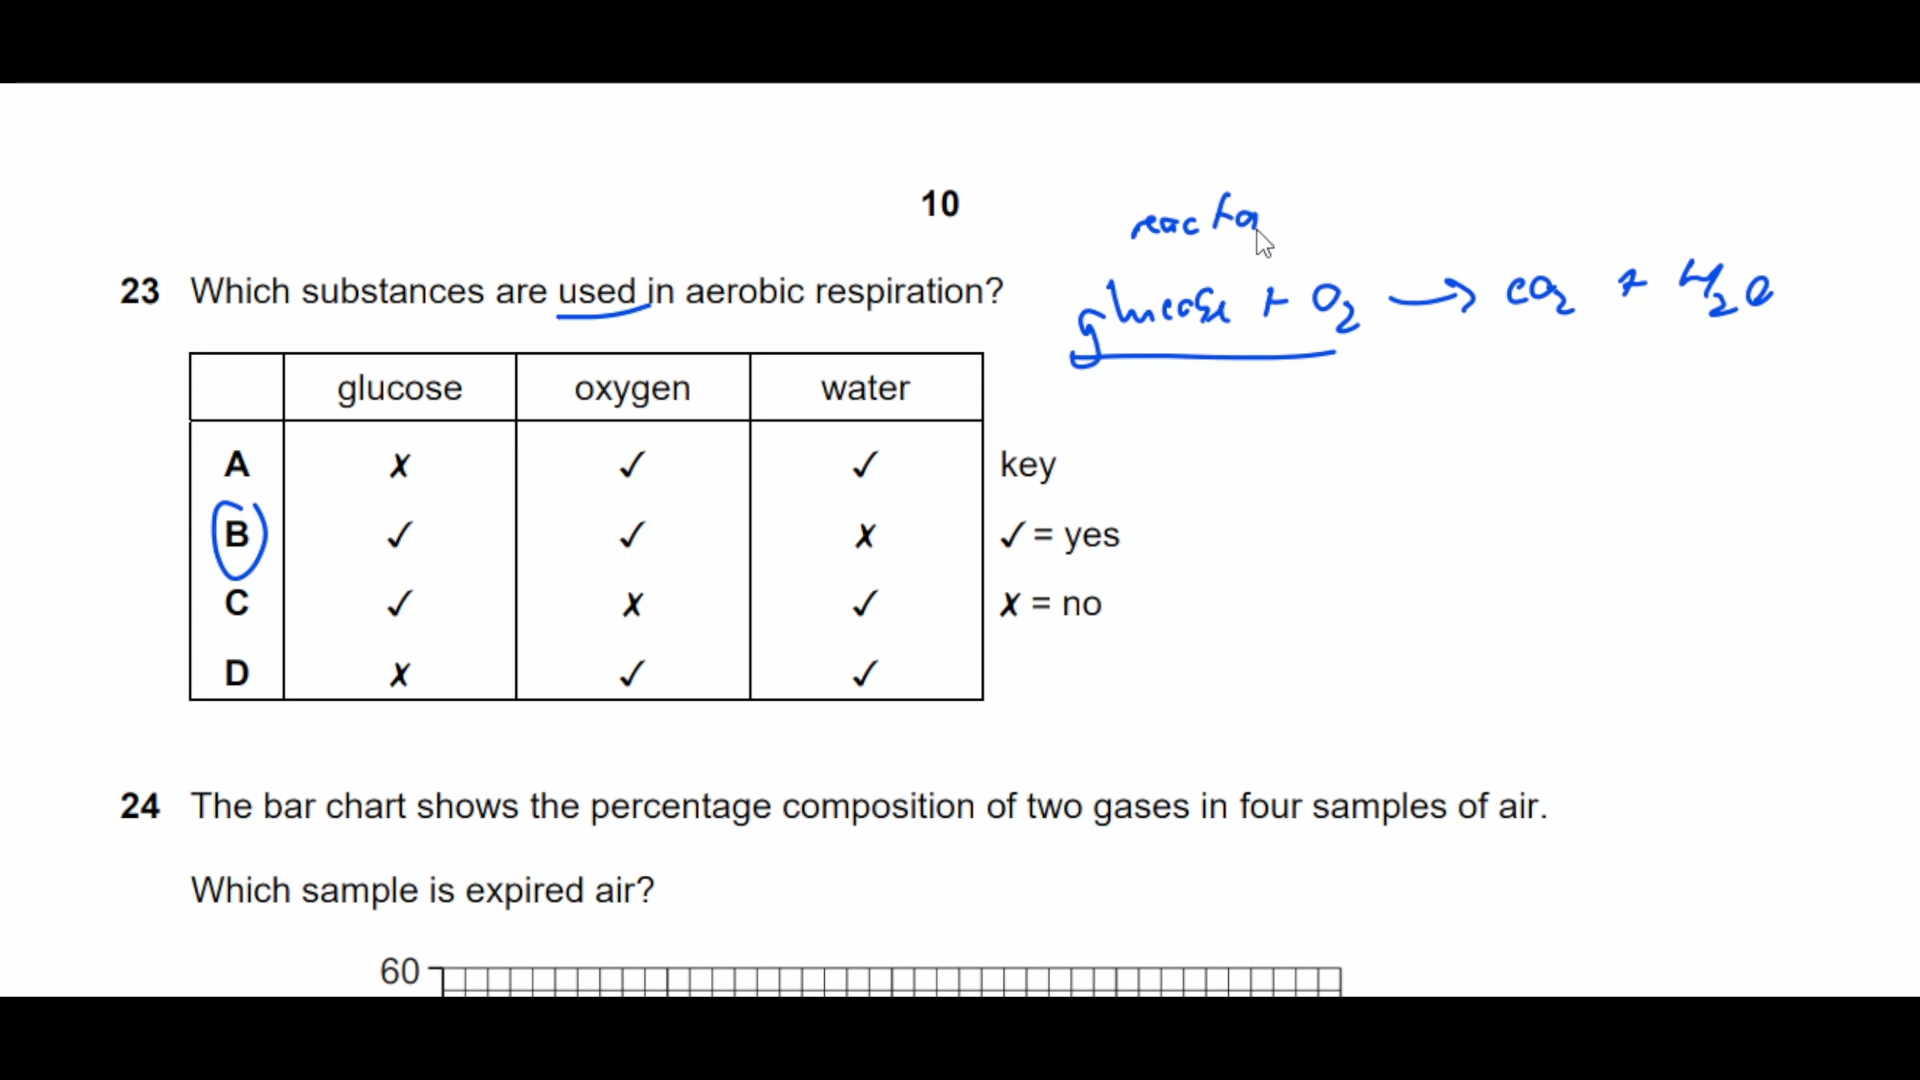 10
reacta
23 Which substances are used in aerobic respiration?
glucose + O2 → CO2 + H2O
glucose oxygen water
A ✗ ✓ ✓ key
B ✓ ✓ ✗ ✓ = yes
C ✓ ✗ ✓ ✗ = no
D ✗ ✓ ✓
24 The bar chart shows the percentage composition of two gases in four samples of air.
Which sample is expired air?
60